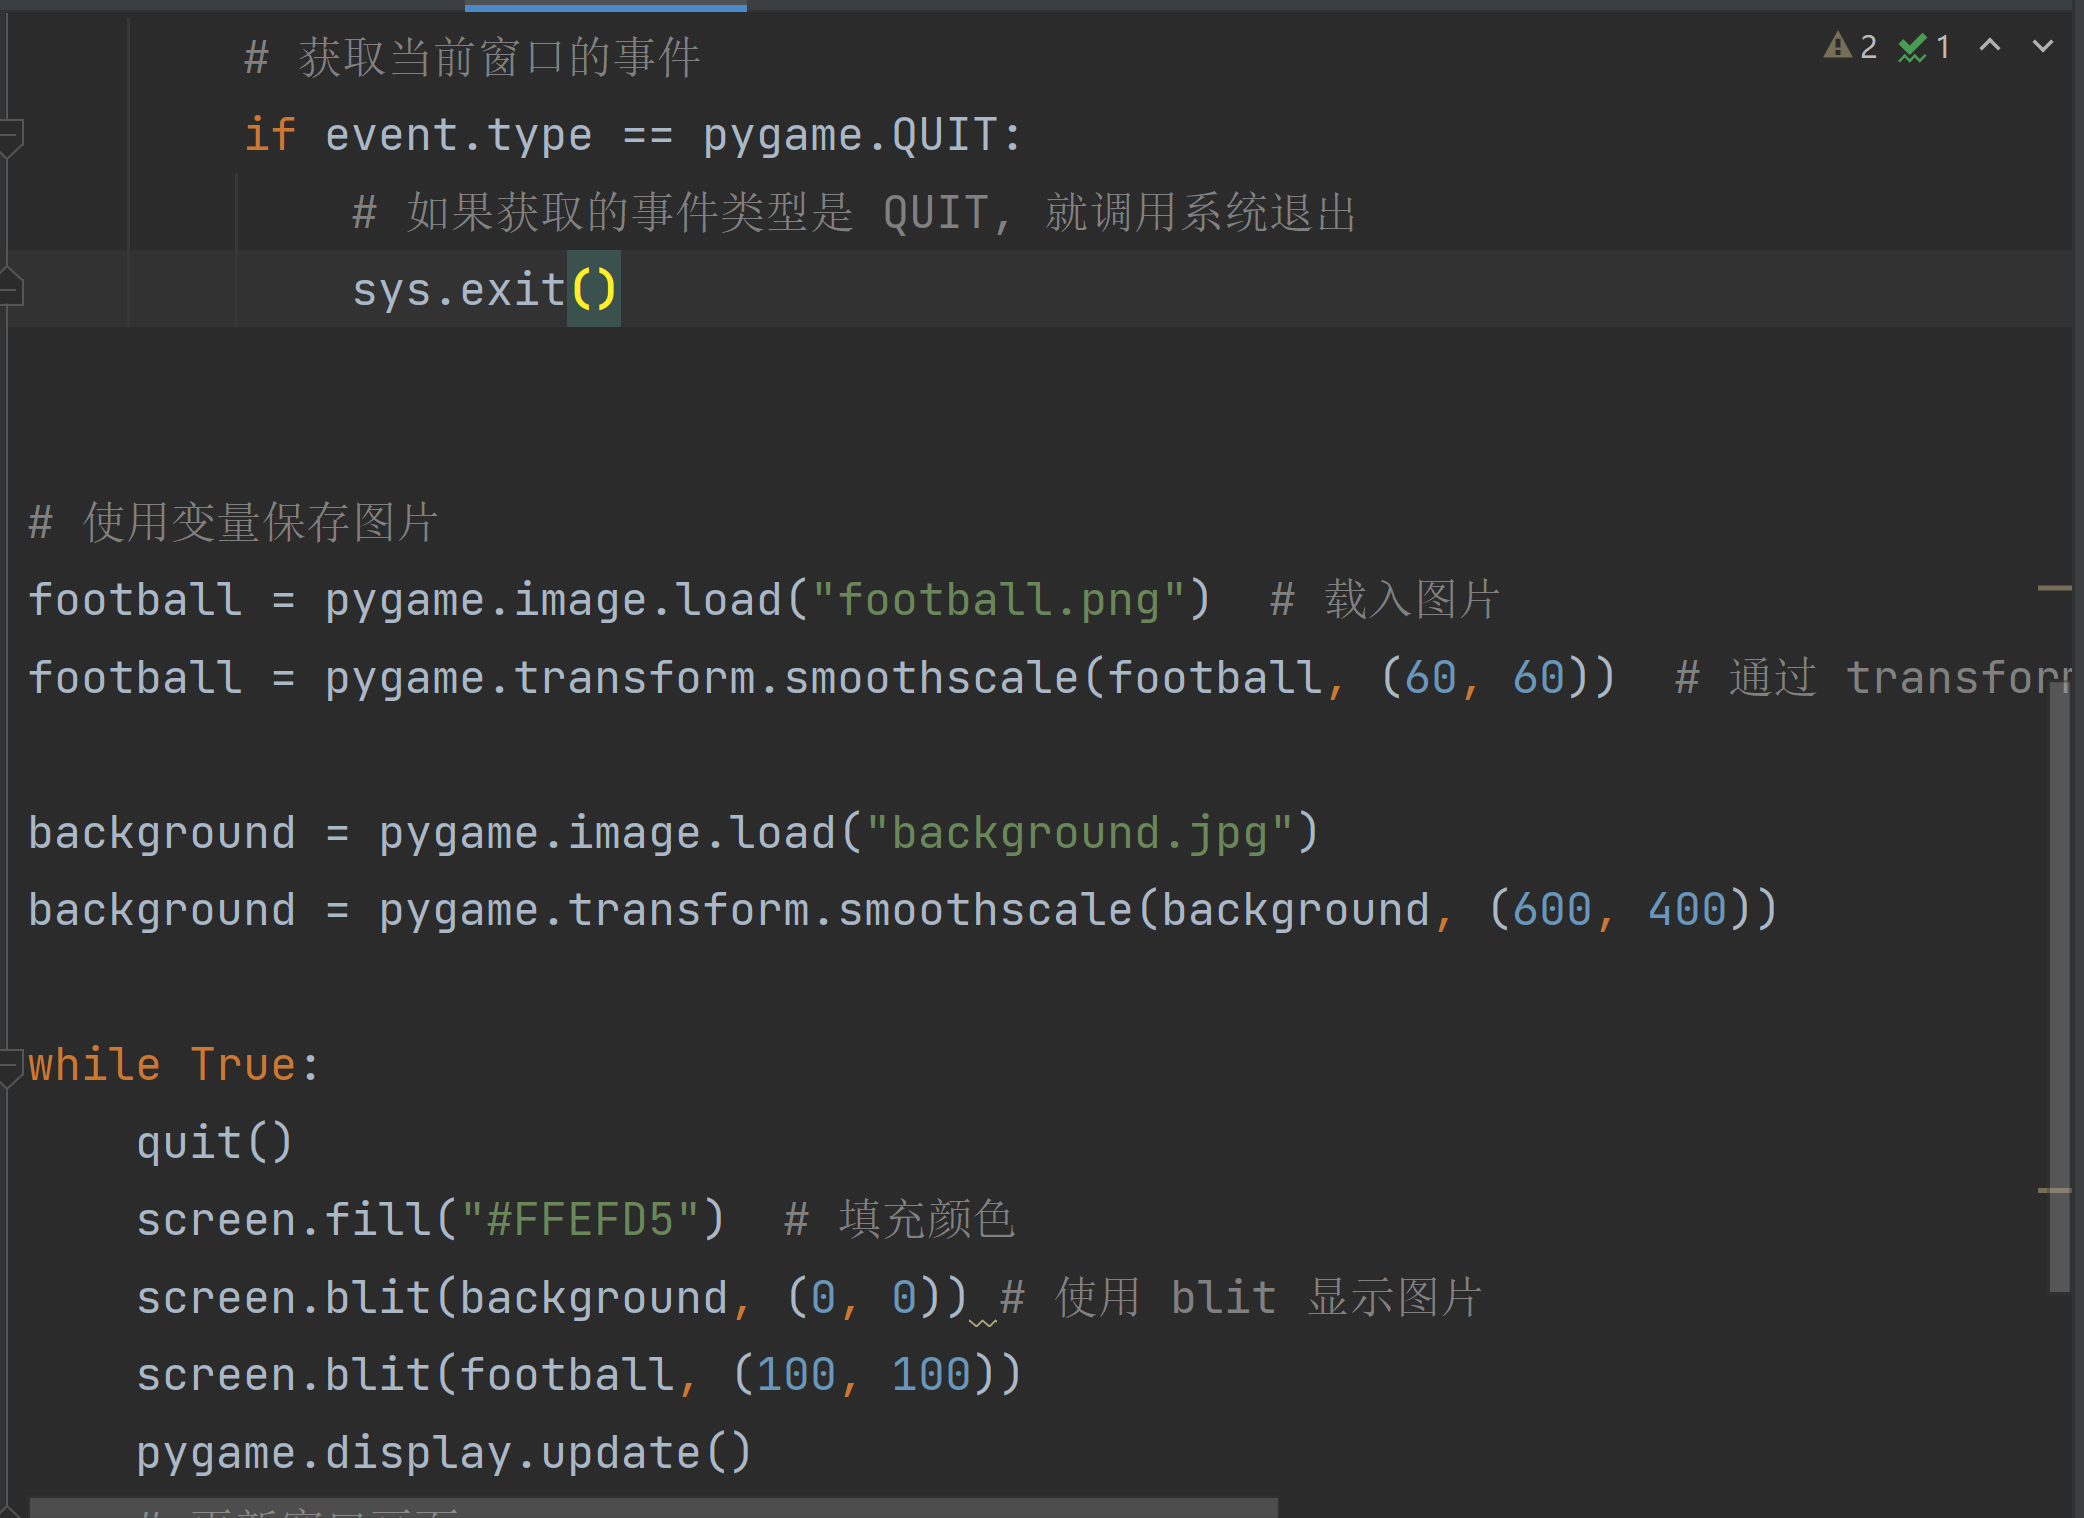 2 1
# 获取当前窗口的事件
if event.type == pygame.QUIT:
# 如果获取的事件类型是 QUIT, 就调用系统退出
sys.exit()
# 使用变量保存图片
football = pygame.image.load("football.png")  # 载入图片
football = pygame.transform.smoothscale(football, (60, 60))  # 通过 transform
background = pygame.image.load("background.jpg")
background = pygame.transform.smoothscale(background, (600, 400))
while True:
quit()
screen.fill("#FFEFD5")  # 填充颜色
screen.blit(background, (0, 0)) # 使用 blit 显示图片
screen.blit(football, (100, 100))
pygame.display.update()